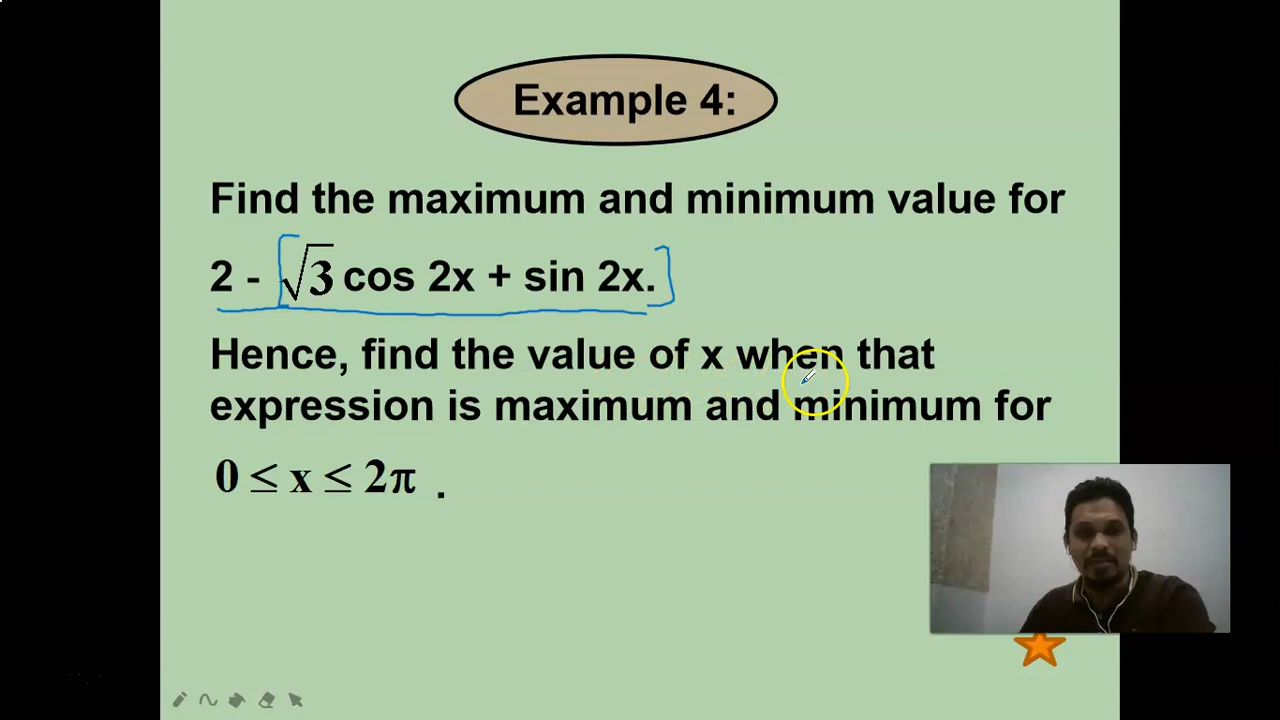 Example 4:
Find the maximum and minimum value for
2 - [√3 cos 2x + sin 2x.]
Hence, find the value of x when that
expression is maximum and minimum for
0 ≤ x ≤ 2π .